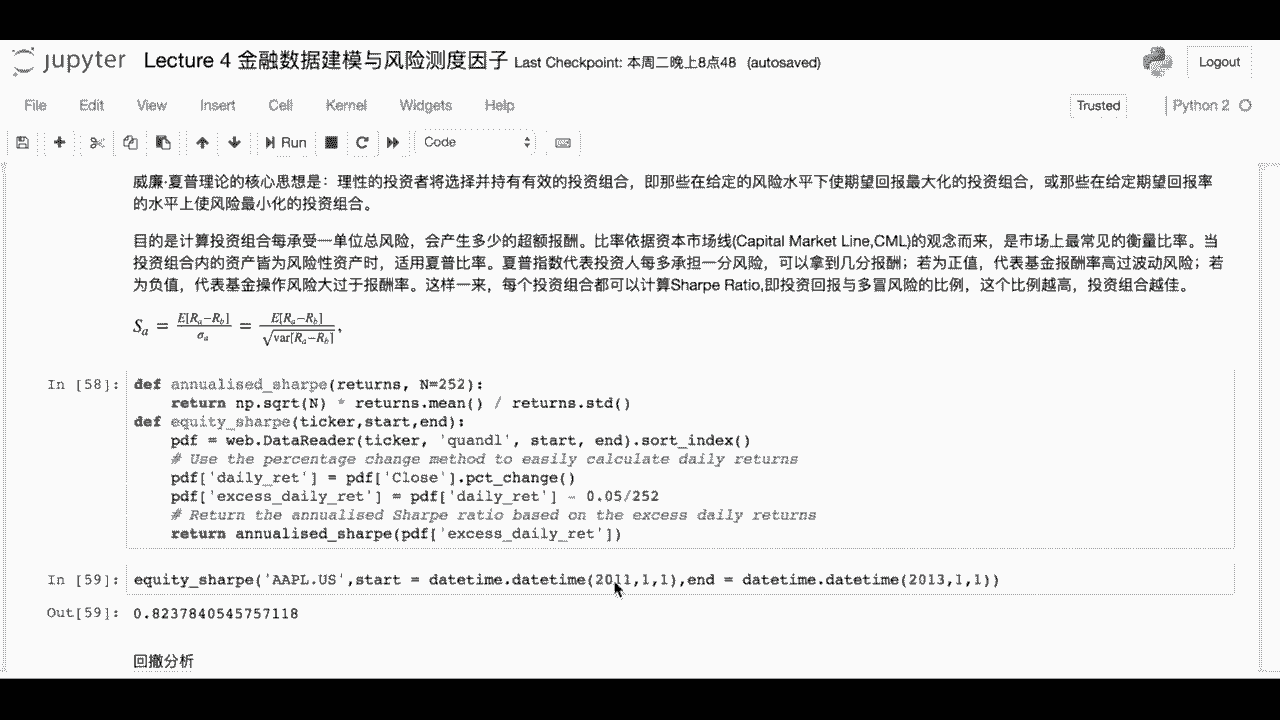 jupyter Lecture 4 金融数据建模与风险测度因子 Last Checkpoint: 本周二晚上8点48 (autosaved) Logout
File Edit View Insert Cell Kernel Widgets Help Trusted Python 2
Run Code
威廉·夏普理论的核心思想是：理性的投资者将选择并持有有效的投资组合，即那些在给定的风险水平下使期望回报最大化的投资组合，或那些在给定期望回报率
的水平上使风险最小化的投资组合。
目的是计算投资组合每承受一单位总风险，会产生多少的超额报酬。比率依据资本市场线(Capital Market Line,CML)的观念而来，是市场上最常见的衡量比率。当
投资组合内的资产皆为风险性资产时，适用夏普比率。夏普指数代表投资人每多承担一分风险，可以拿到几分报酬；若为正值，代表基金报酬率高过波动风险；若
为负值，代表基金操作风险大过于报酬率。这样一来，每个投资组合都可以计算Sharpe Ratio,即投资回报与多冒风险的比例，这个比例越高，投资组合越佳。
S_a = E[R_a−R_b] / σ_a = E[R_a−R_b] / √var[R_a−R_b],
In [58]: def annualised_sharpe(returns, N=252):
return np.sqrt(N) * returns.mean() / returns.std()
def equity_sharpe(ticker,start,end):
pdf = web.DataReader(ticker, 'quandl', start, end).sort_index()
# Use the percentage change method to easily calculate daily returns
pdf['daily_ret'] = pdf['Close'].pct_change()
pdf['excess_daily_ret'] = pdf['daily_ret'] - 0.05/252
# Return the annualised Sharpe ratio based on the excess daily returns
return annualised_sharpe(pdf['excess_daily_ret'])
In [59]: equity_sharpe('AAPL.US',start = datetime.datetime(2011,1,1),end = datetime.datetime(2013,1,1))
Out[59]: 0.8237840545757118
回撤分析